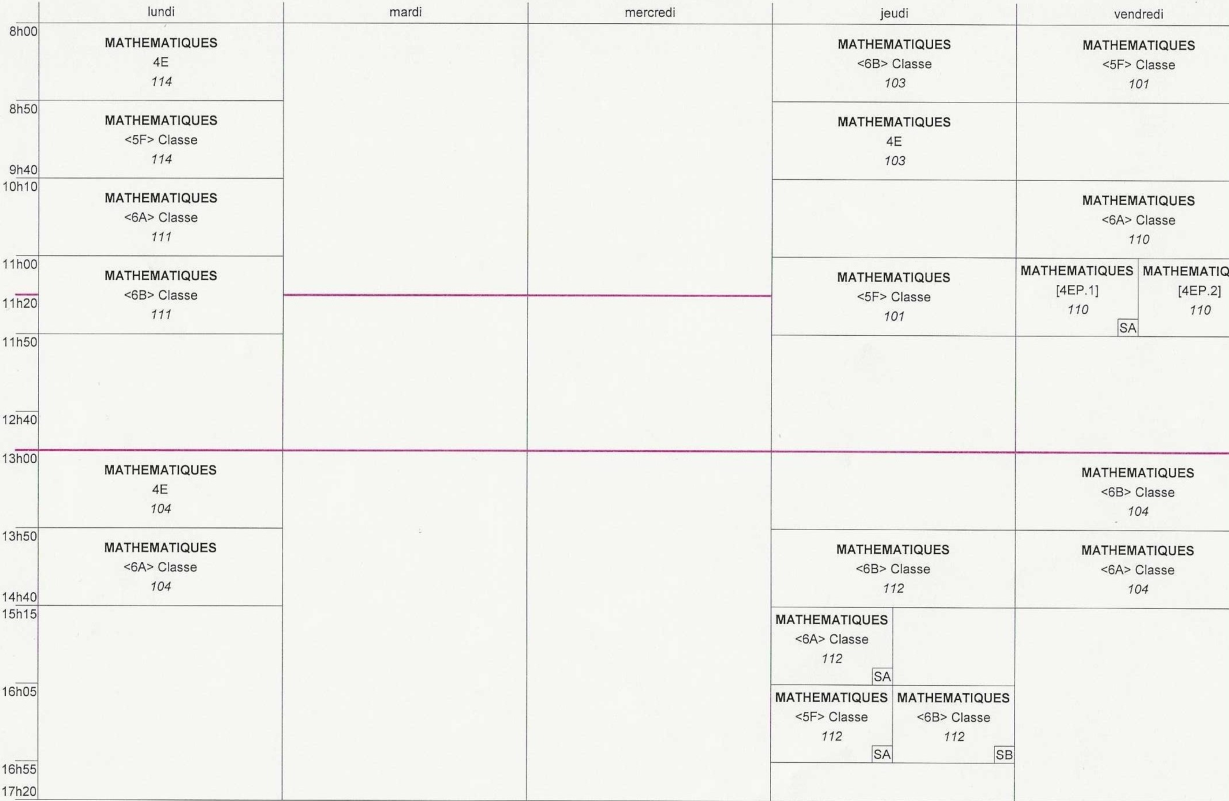 lundi mardi mercredi jeudi vendredi
8h00
MATHEMATIQUES MATHEMATIQUES MATHEMATIQUES
4E <6B> Classe <5F> Classe
114 103 101
8h50
MATHEMATIQUES MATHEMATIQUES
<5F> Classe 4E
114 103
9h40
10h10
MATHEMATIQUES MATHEMATIQUES
<6A> Classe <6A> Classe
111 110
11h00
MATHEMATIQUES MATHEMATIQUES MATHEMATIQUES MATHEMATIQ
<6B> Classe <5F> Classe [4EP.1] [4EP.2]
11h20
111 101 110 110
SA
11h50
12h40
13h00
MATHEMATIQUES MATHEMATIQUES
4E <6B> Classe
104 104
13h50
MATHEMATIQUES MATHEMATIQUES MATHEMATIQUES
<6A> Classe <6B> Classe <6A> Classe
104 112 104
14h40
15h15
MATHEMATIQUES
<6A> Classe
112
SA
16h05
MATHEMATIQUES MATHEMATIQUES
<5F> Classe <6B> Classe
112 112
SA SB
16h55
17h20